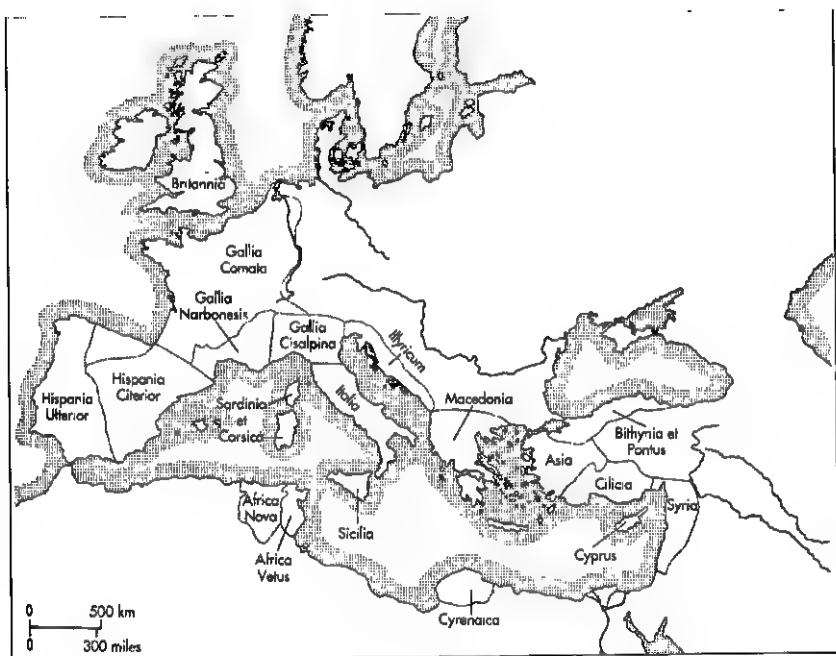 Britannia
Gallia
Comata
Gallia
Narbonesis
Gallia
Cisalpina
Illyricum
Hispania
Ulterior
Hispania
Citerior
Sardinia
et
Corsica
Italia
Macedonia
Bithynia et
Pontus
Asia
Cilicia
Syria
Africa
Nova
Africa
Vetus
Sicilia
Cyprus
Cyrenaica
0 500 km
0 300 miles